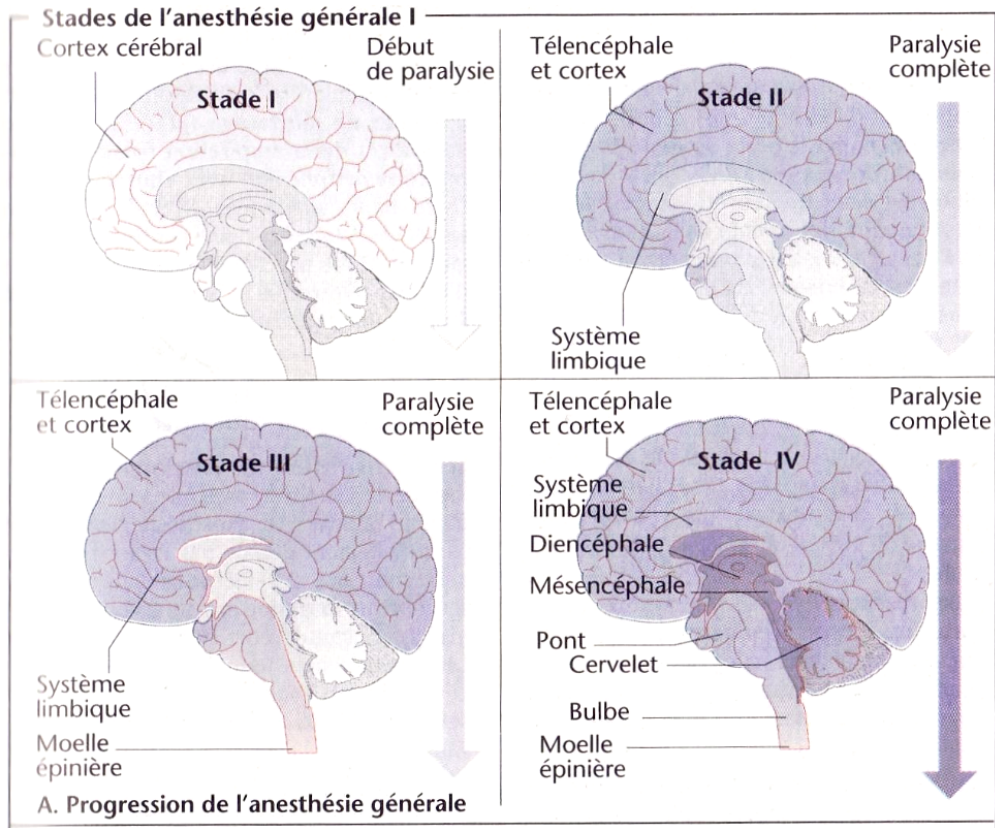 Stades de l'anesthésie générale I
Cortex cérébral
Début
de paralysie
Stade I
Télencéphale
et cortex
Paralysie
complète
Stade II
Système
limbique
Télencéphale
et cortex
Paralysie
complète
Stade III
Système
limbique
Moelle
épinière
Télencéphale
et cortex
Paralysie
complète
Stade IV
Système
limbique
Diencéphale
Mésencéphale
Pont
Cervelet
Bulbe
Moelle
épinière
A. Progression de l'anesthésie générale